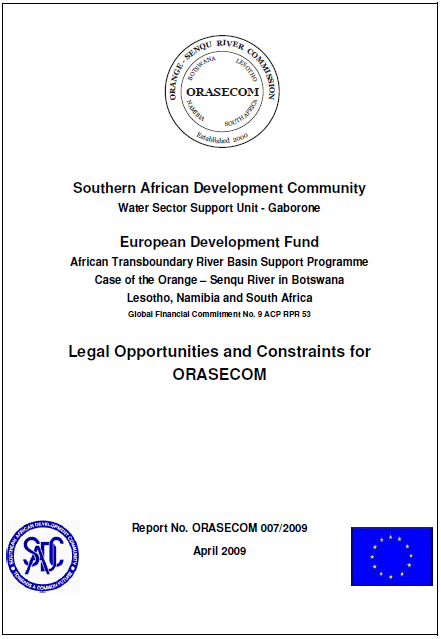 ORANGE - SENQU RIVER COMMISSION
BOTSWANA
LESOTHO
ORASECOM
NAMIBIA
SOUTH AFRICA
Established 2000
Southern African Development Community
Water Sector Support Unit - Gaborone
European Development Fund
African Transboundary River Basin Support Programme
Case of the Orange – Senqu River in Botswana
Lesotho, Namibia and South Africa
Global Financial Commitment No. 9 ACP RPR 53
Legal Opportunities and Constraints for
ORASECOM
Report No. ORASECOM 007/2009
April 2009
SOUTHERN AFRICAN DEVELOPMENT COMMUNITY
SADC
TOWARDS A COMMON FUTURE